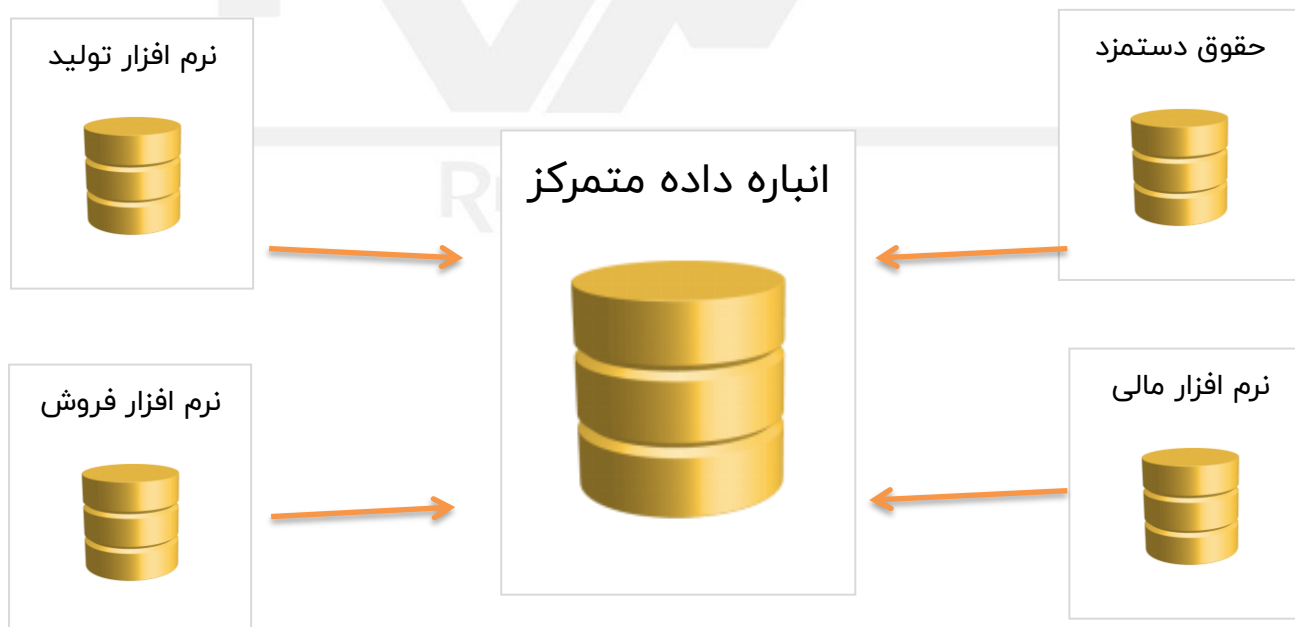 حقوق دستمزد
نرم افزار تولید
انباره داده متمرکز
نرم افزار مالی
نرم افزار فروش